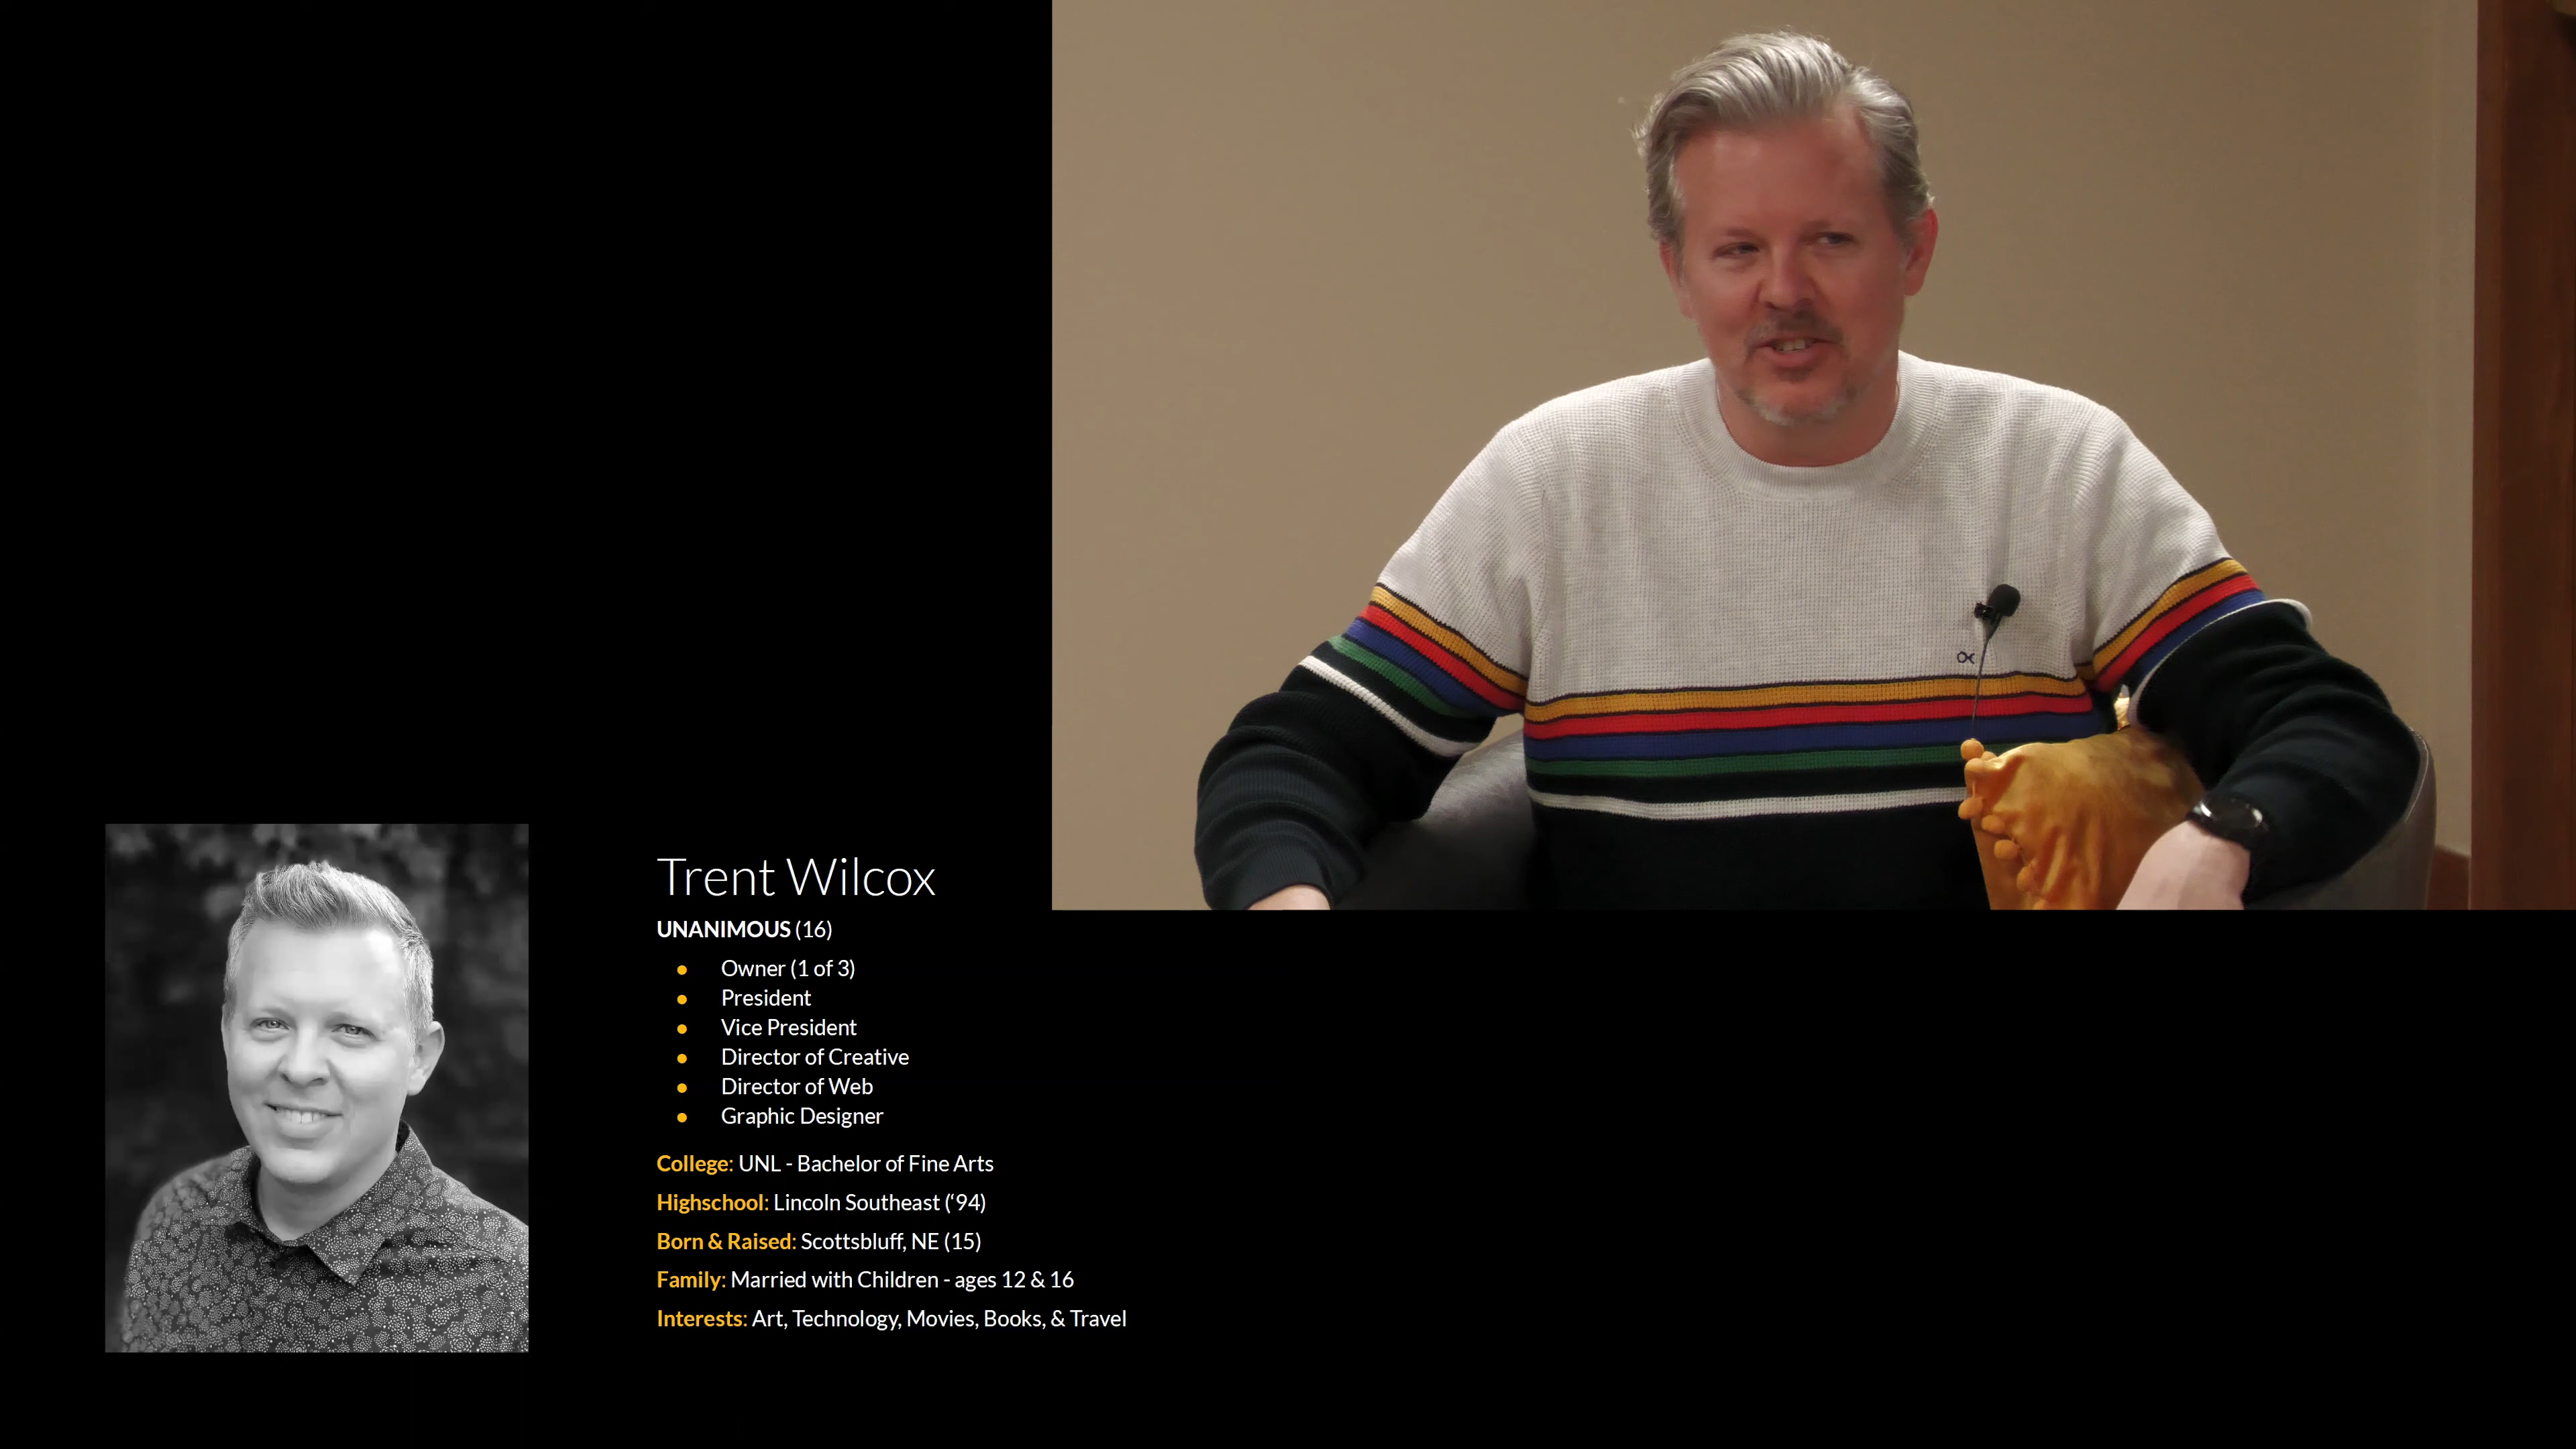 Trent Wilcox
UNANIMOUS (16)
● Owner (1 of 3)
● President
● Vice President
● Director of Creative
● Director of Web
● Graphic Designer
College: UNL - Bachelor of Fine Arts
Highschool: Lincoln Southeast (‘94)
Born & Raised: Scottsbluff, NE (15)
Family: Married with Children - ages 12 & 16
Interests: Art, Technology, Movies, Books, & Travel